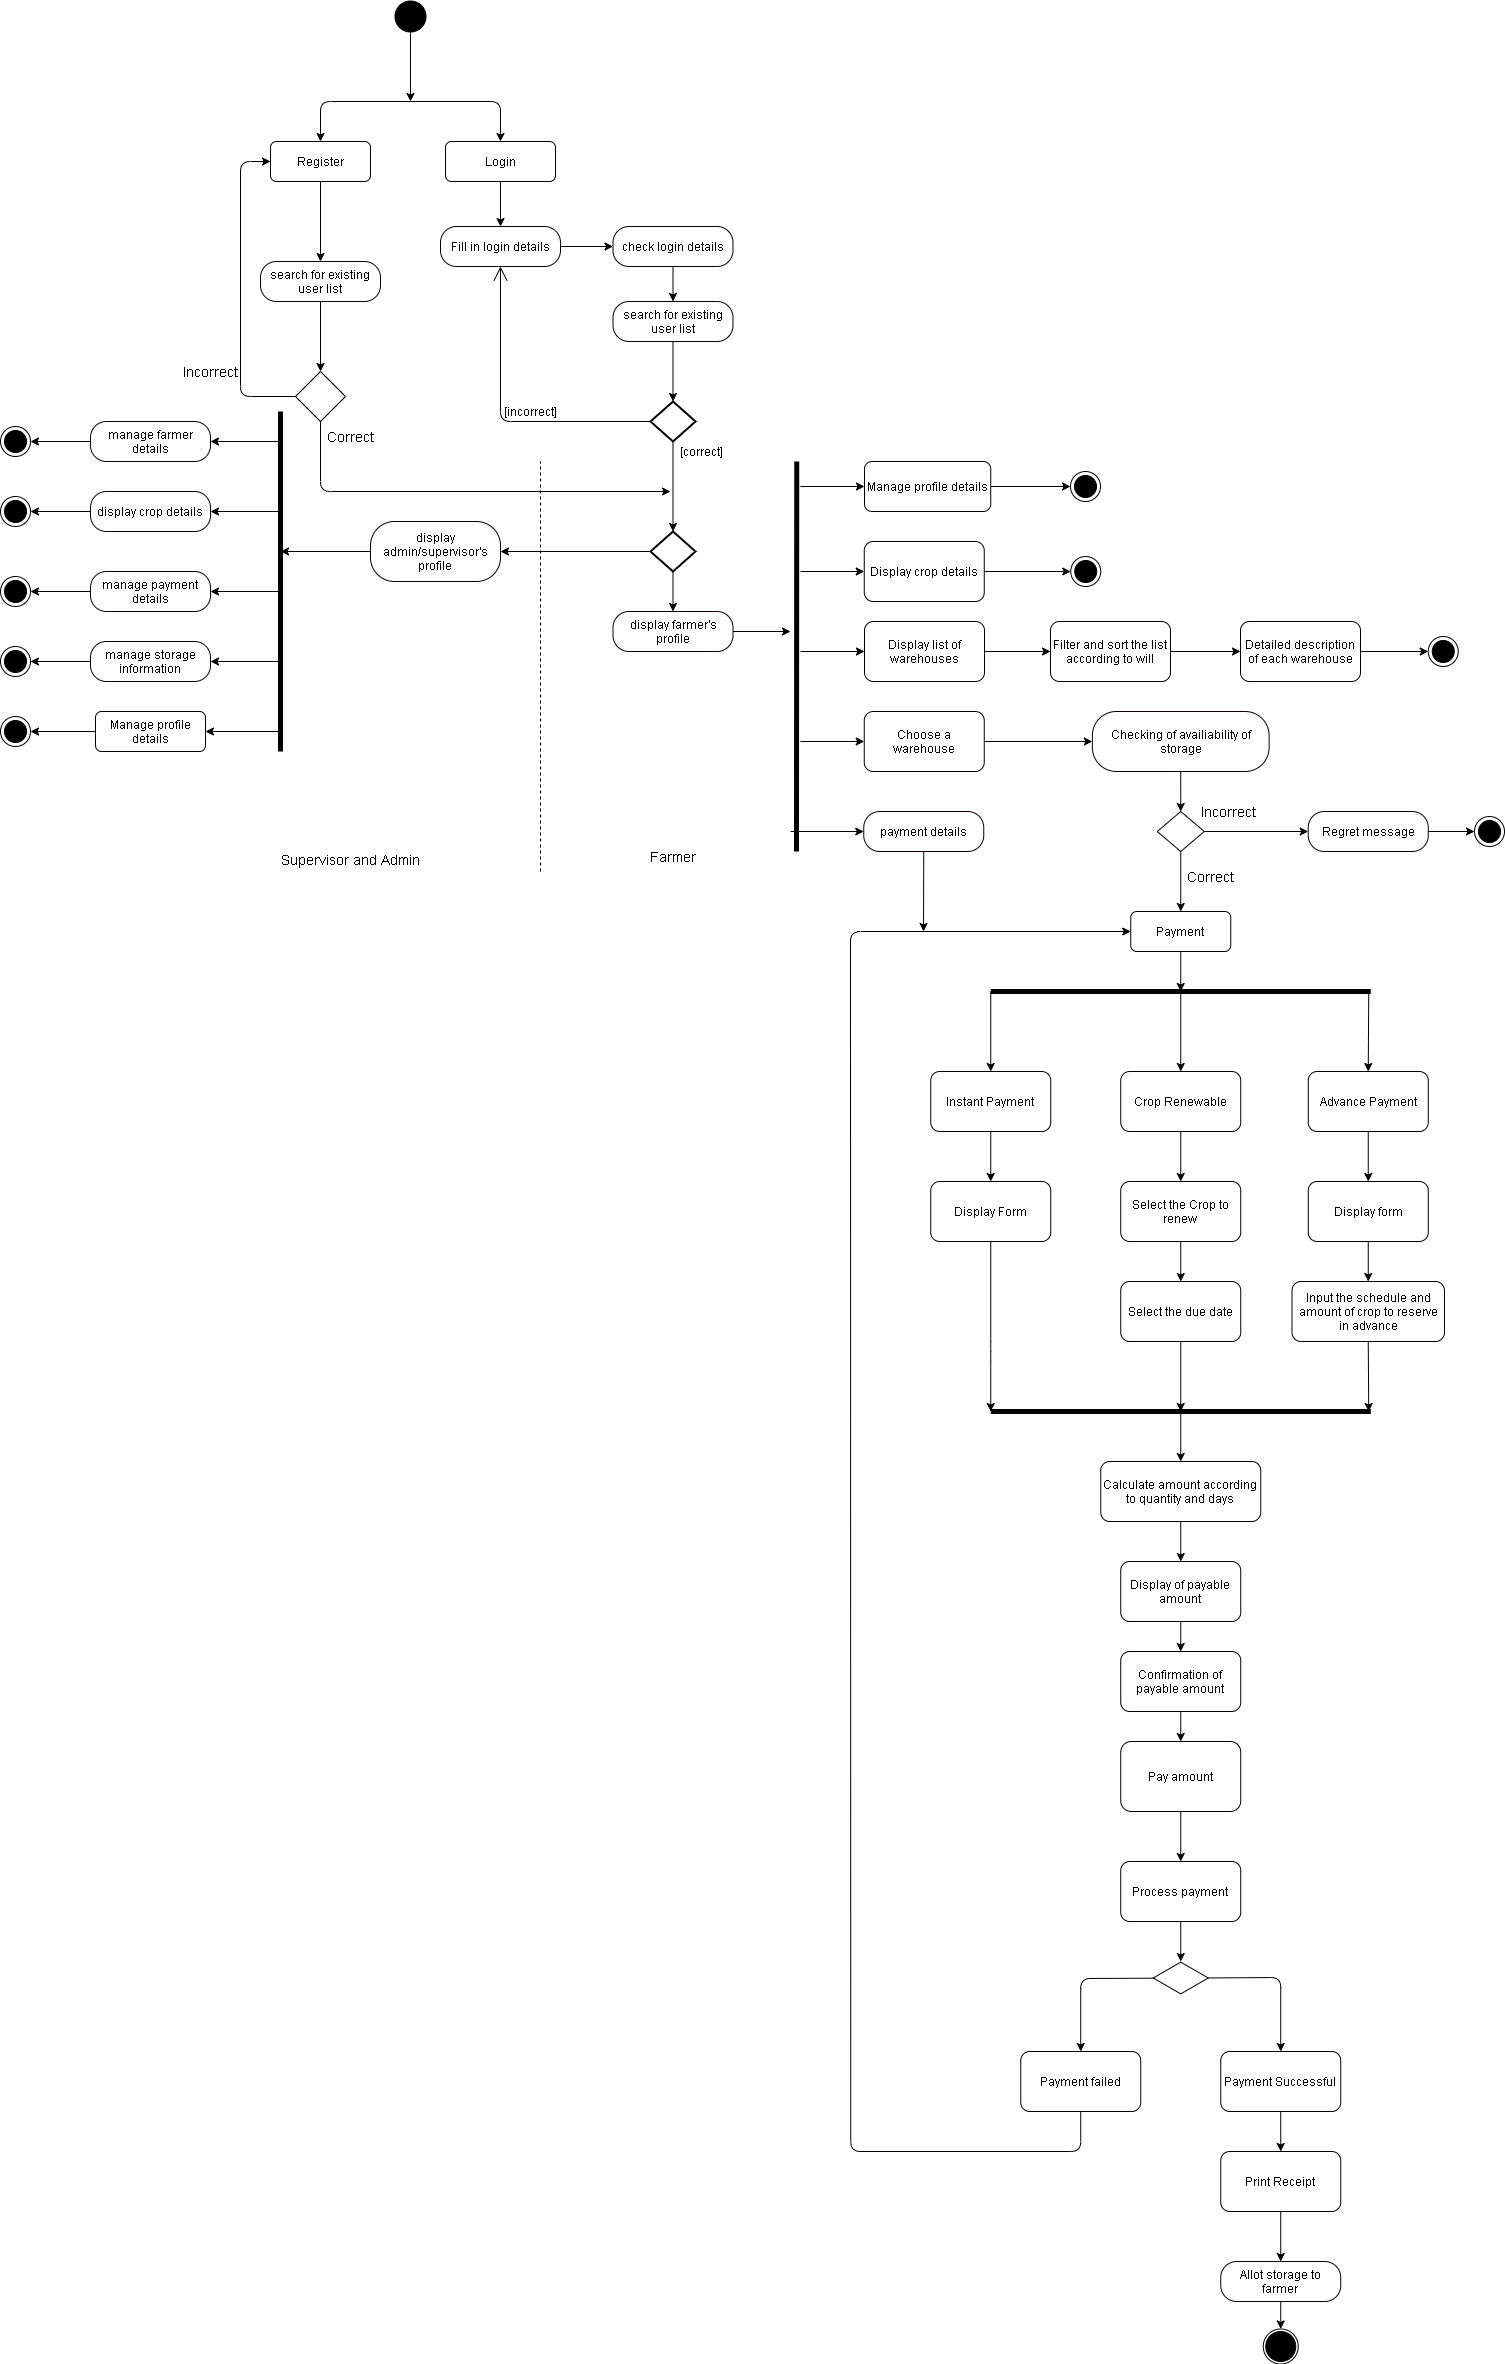 Register
Login
Fill in login details
check login details
search for existing
user list
search for existing
user list
Incorrect
[incorrect]
Correct
[correct]
manage farmer
details
display crop details
manage payment
details
manage storage
information
Manage profile
details
display
admin/supervisor's
profile
display farmer's
profile
Supervisor and Admin
Farmer
Manage profile details
Display crop details
Display list of
warehouses
Filter and sort the list
according to will
Detailed description
of each warehouse
Choose a
warehouse
Checking of availiability of
storage
Incorrect
Regret message
payment details
Correct
Payment
Instant Payment
Crop Renewable
Advance Payment
Display Form
Select the Crop to
renew
Display form
Select the due date
Input the schedule and
amount of crop to reserve
in advance
Calculate amount according
to quantity and days
Display of payable
amount
Confirmation of
payable amount
Pay amount
Process payment
Payment failed
Payment Successful
Print Receipt
Allot storage to
farmer